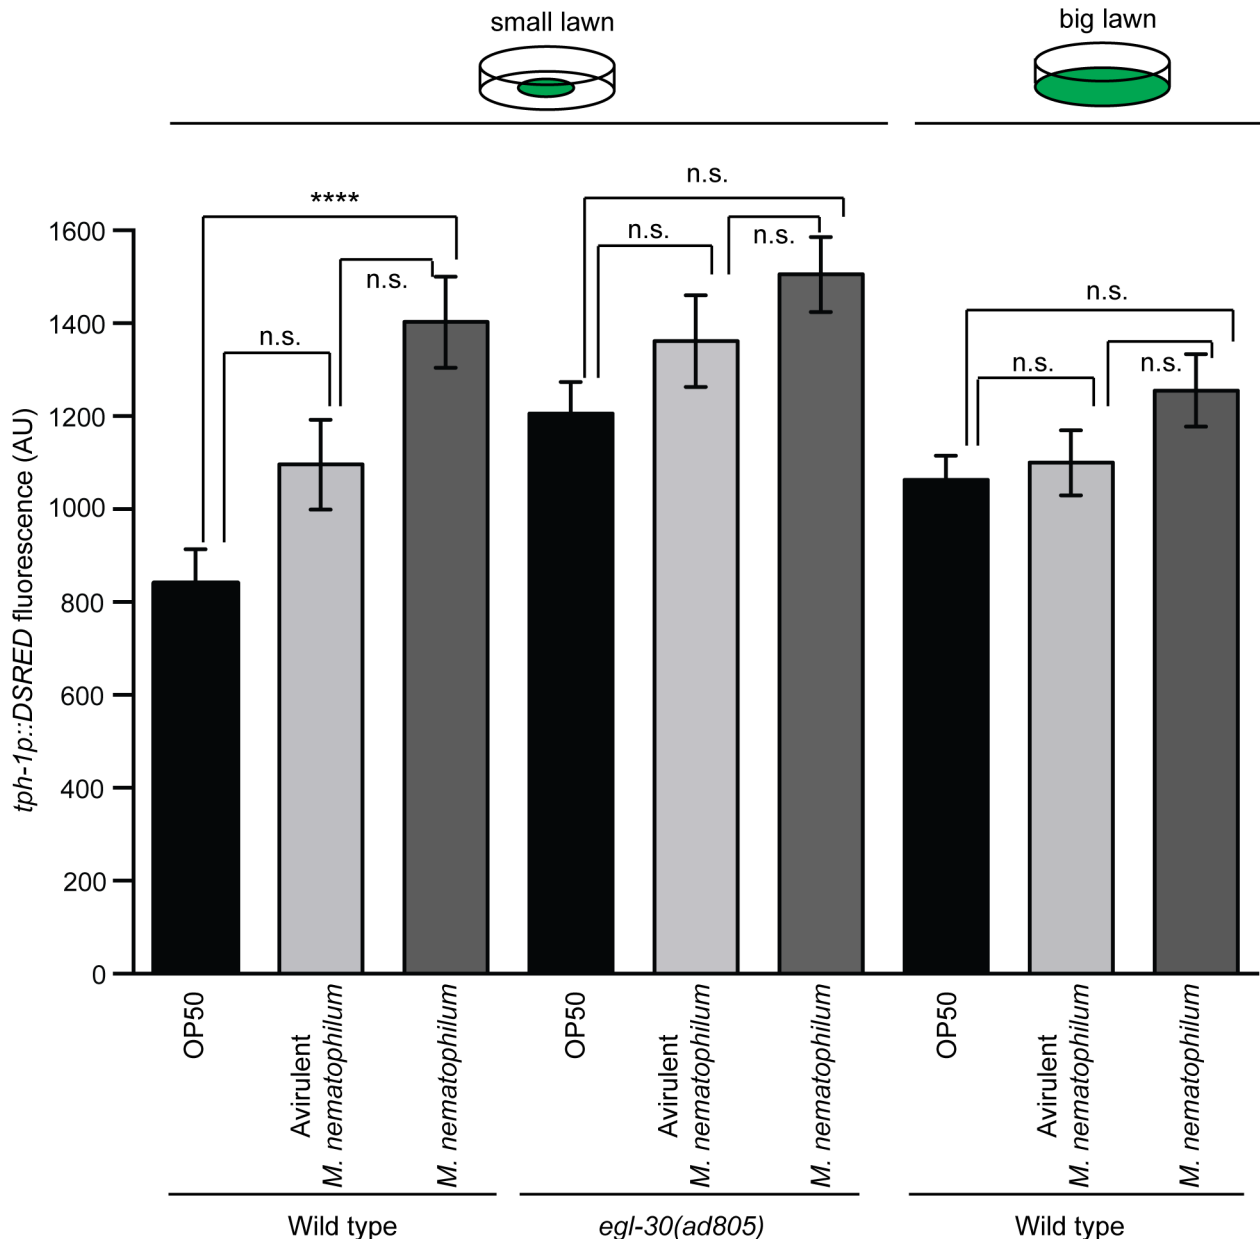 small lawn
big lawn
tph-1p::DSRED fluorescence (AU)
1600
1400
1200
1000
800
600
400
200
0
****
n.s.
n.s.
n.s.
n.s.
n.s.
n.s.
n.s.
n.s.
OP50
Avirulent
M. nematophilum
M. nematophilum
OP50
Avirulent
M. nematophilum
M. nematophilum
OP50
Avirulent
M. nematophilum
M. nematophilum
Wild type
egl-30(ad805)
Wild type